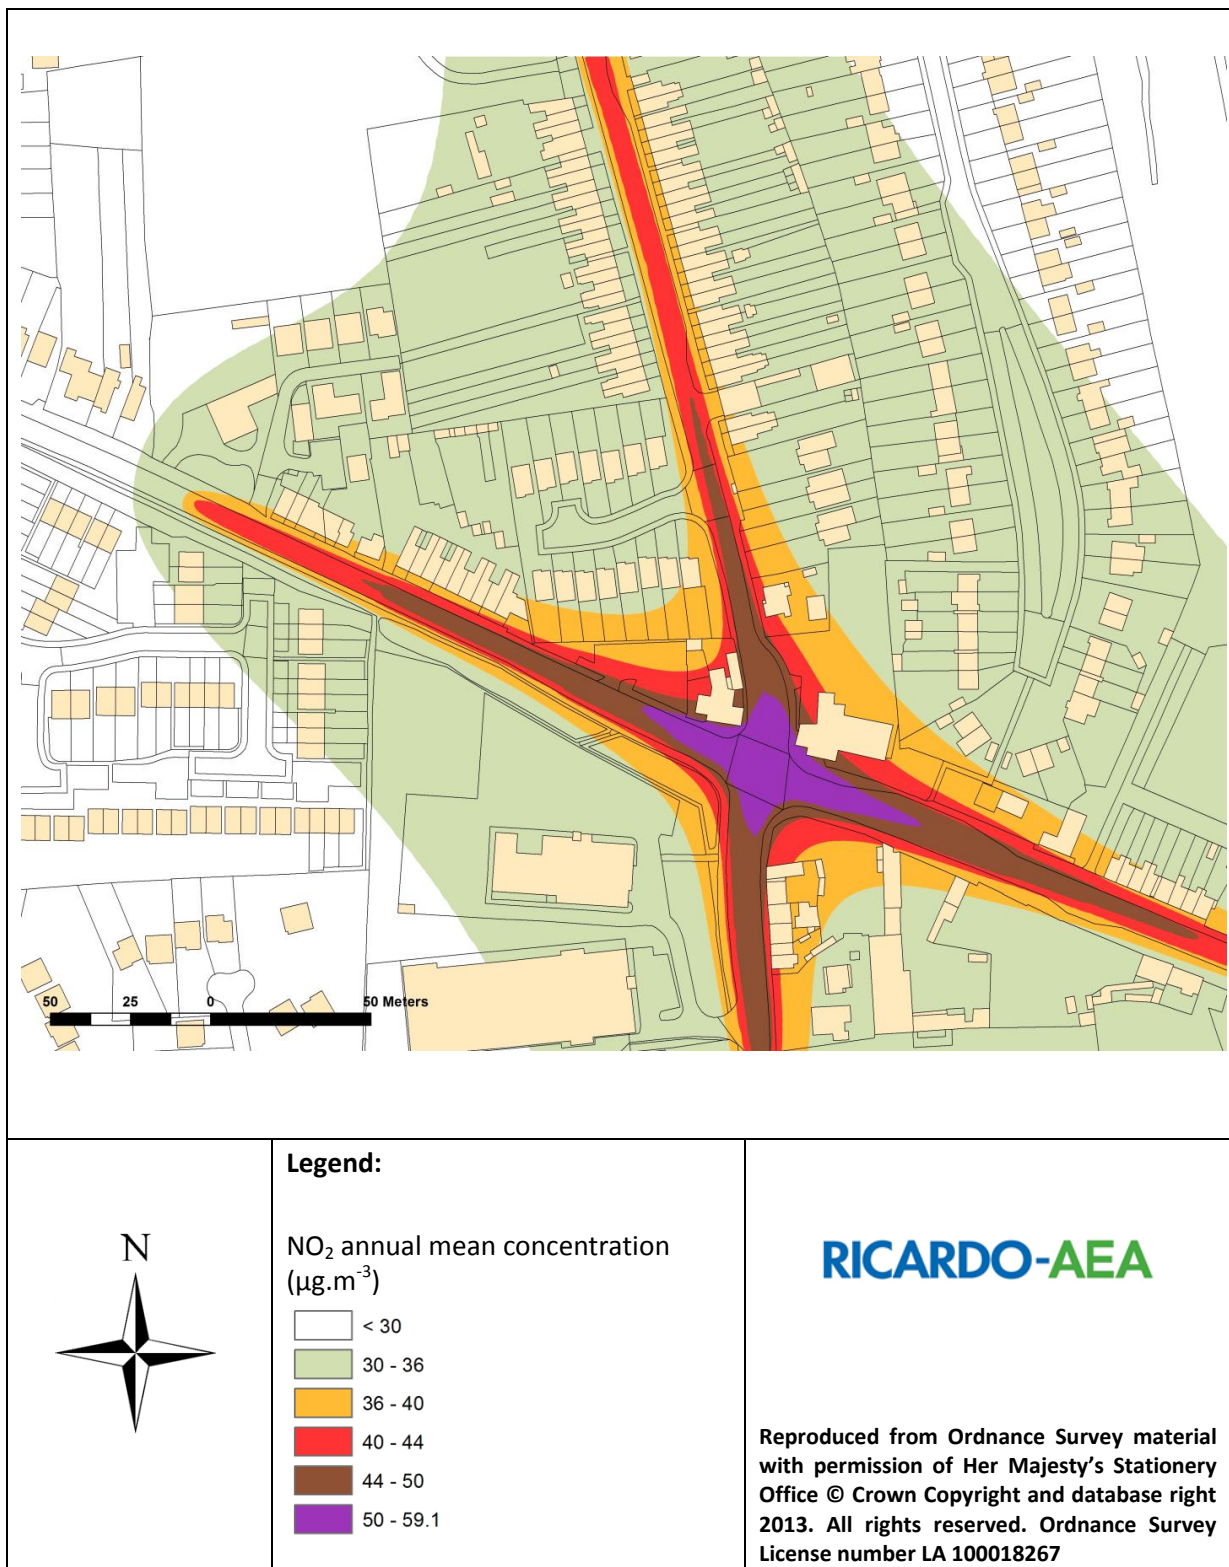 50 25 0 50 Meters
N
Legend:
NO₂ annual mean concentration
(µg.m⁻³)
< 30
30 - 36
36 - 40
40 - 44
44 - 50
50 - 59.1
RICARDO-AEA
Reproduced from Ordnance Survey material
with permission of Her Majesty's Stationery
Office © Crown Copyright and database right
2013. All rights reserved. Ordnance Survey
License number LA 100018267